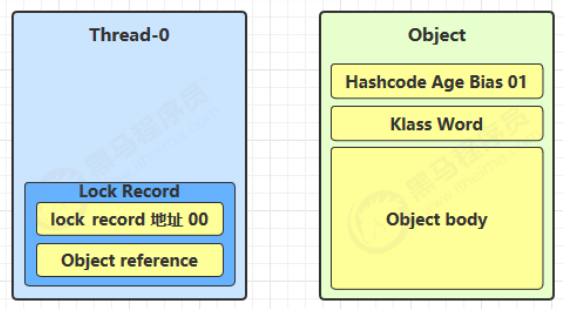 Thread-0
Lock Record
lock record 地址 00
Object reference
Object
Hashcode Age Bias 01
Klass Word
Object body
黑马程序员
www.itheima.com
黑马程序员
www.itheima.com